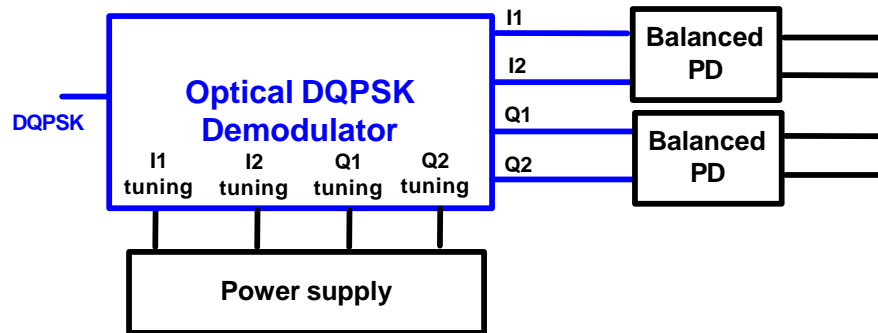 I1
Balanced
PD
I2
Optical DQPSK
Demodulator
DQPSK
Q1
Balanced
PD
Q2
I1
tuning
I2
tuning
Q1
tuning
Q2
tuning
Power supply